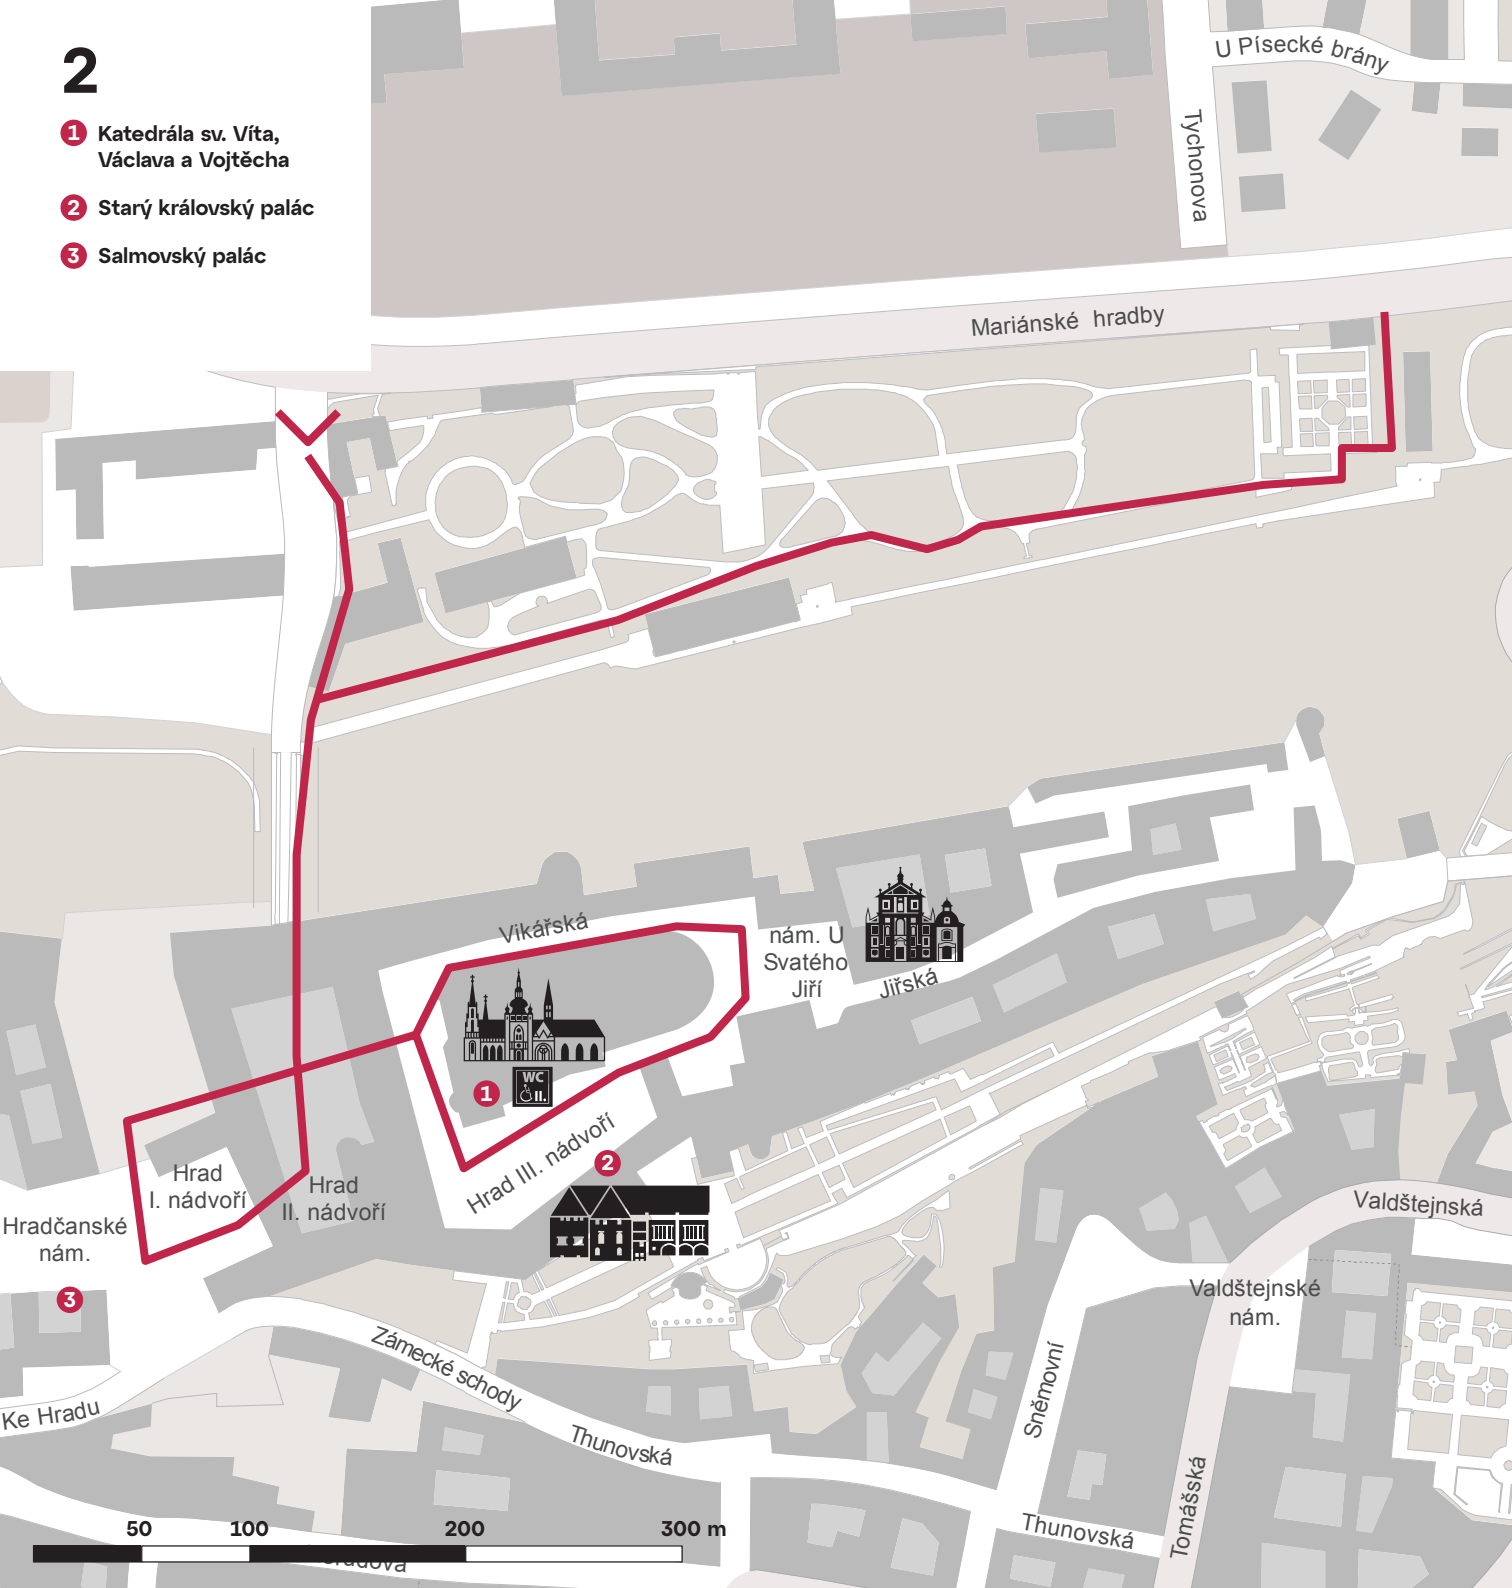 2
1 Katedrála sv. Víta,
Václava a Vojtěcha
2 Starý královský palác
3 Salmovský palác
U Písecké brány
Tychonova
Mariánské hradby
Vikářská
nám. U
Svatého
Jiří
Jiřská
1
WC
II.
Hrad III. nádvoří
2
Hrad
I. nádvoří
Hrad
II. nádvoří
Hradčanské
nám.
3
Valdštejnská
Valdštejnské
nám.
Zámecké schody
Ke Hradu
Thunovská
Sněmovní
Thunovská
Tomášská
50 100 200 300 m